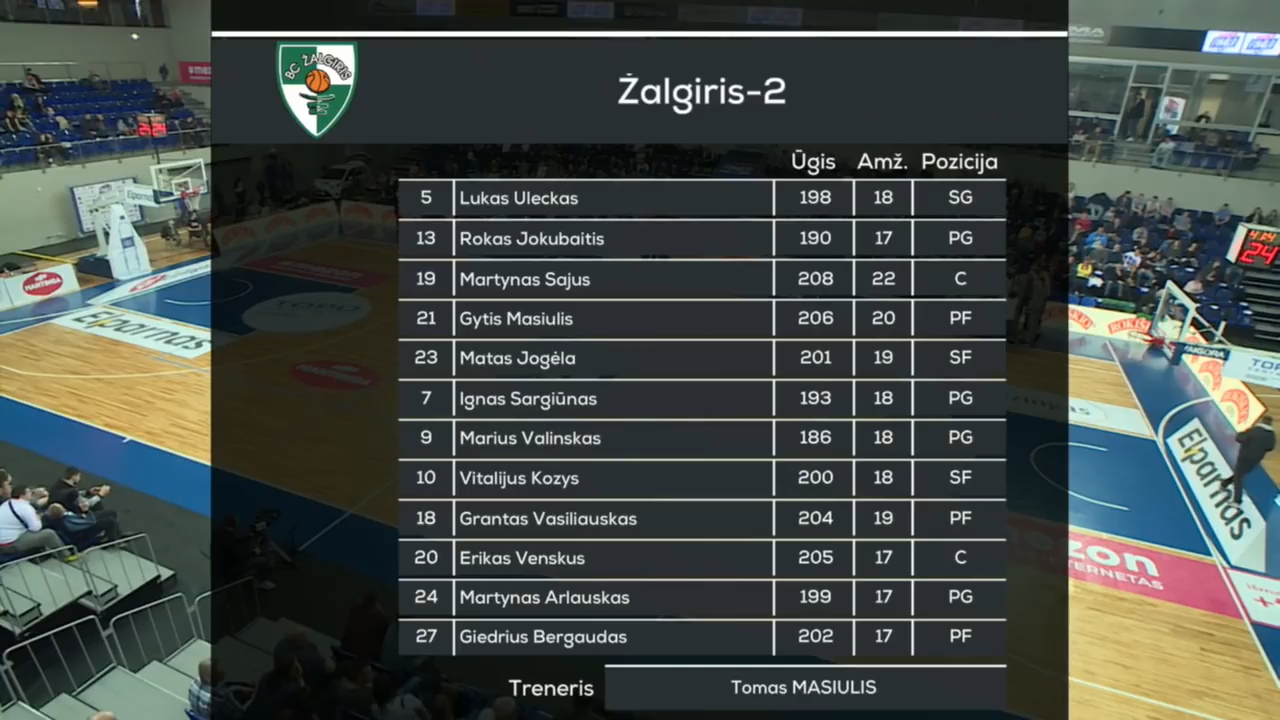 BC ŽALGIRIS
Žalgiris-2
Ūgis Amž. Pozicija
5 Lukas Uleckas 198 18 SG
13 Rokas Jokubaitis 190 17 PG
19 Martynas Sajus 208 22 C
21 Gytis Masiulis 206 20 PF
23 Matas Jogėla 201 19 SF
7 Ignas Sargiūnas 193 18 PG
9 Marius Valinskas 186 18 PG
10 Vitalijus Kozys 200 18 SF
18 Grantas Vasiliauskas 204 19 PF
20 Erikas Venskus 205 17 C
24 Martynas Arlauskas 199 17 PG
27 Giedrius Bergaudas 202 17 PF
Treneris Tomas MASIULIS
Elparnas
Elparnas
24
24
zon
TERNETAS